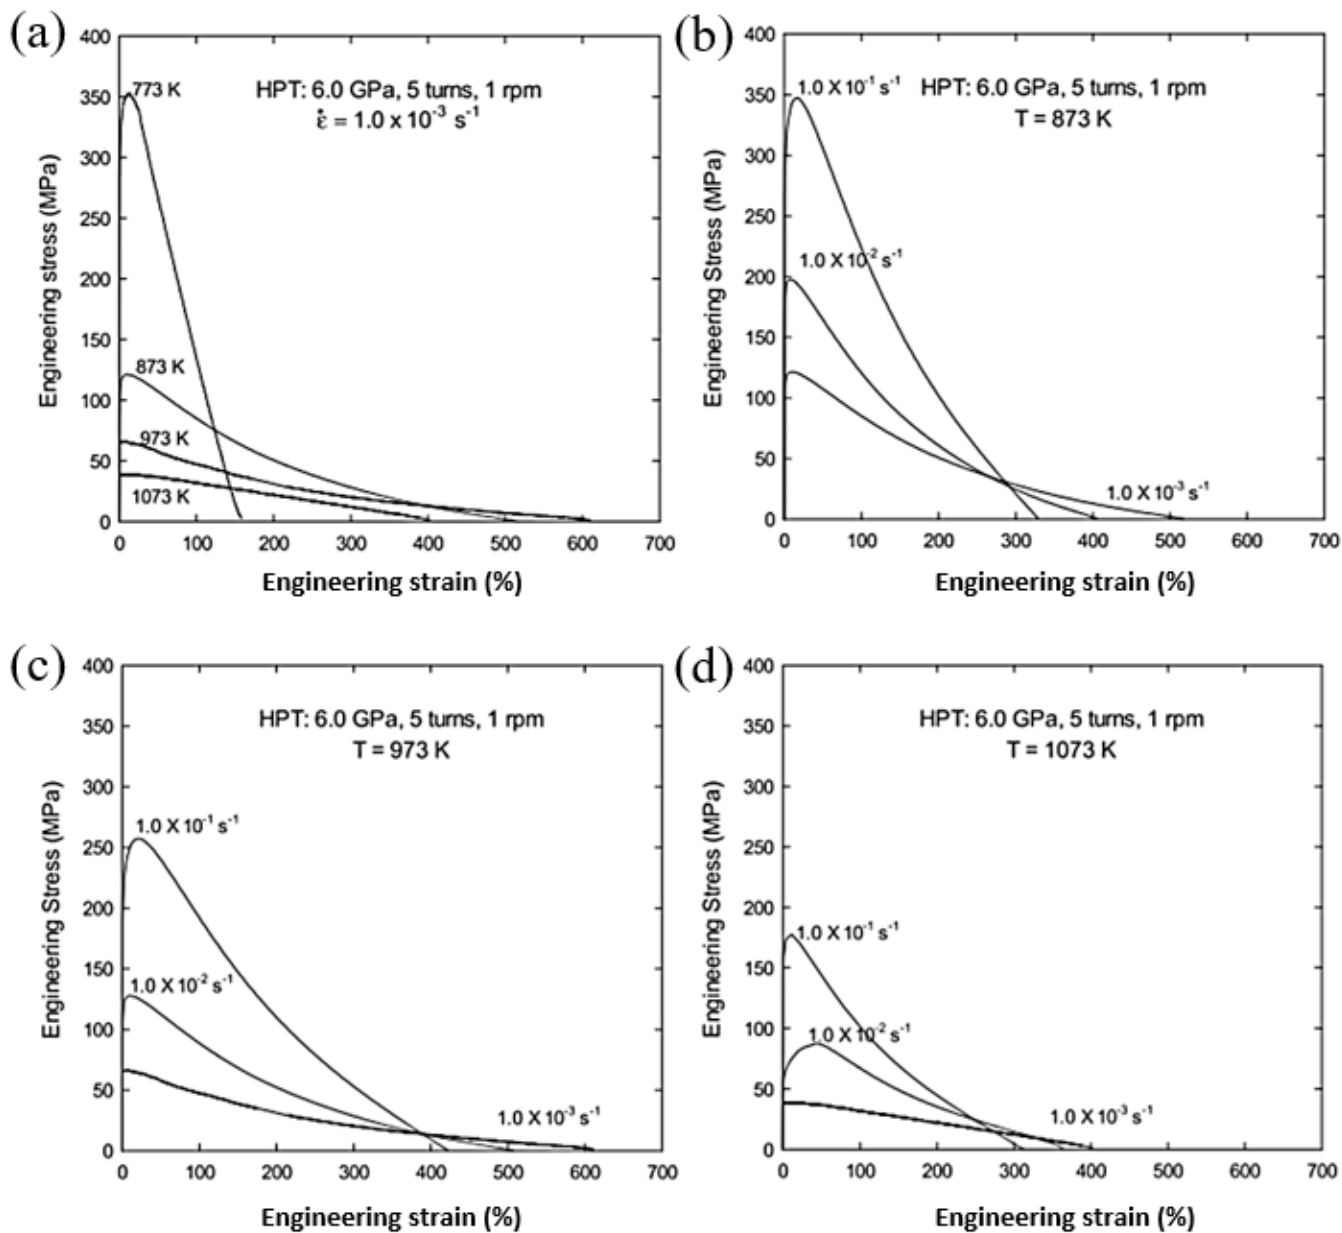 (a)
400
350
300
250
200
150
100
50
0
Engineering stress (MPa)
HPT: 6.0 GPa, 5 turns, 1 rpm
ε̇ = 1.0 x 10⁻³ s⁻¹
773 K
873 K
973 K
1073 K
0 100 200 300 400 500 600 700
Engineering strain (%)
(b)
400
350
300
250
200
150
100
50
0
Engineering Stress (MPa)
HPT: 6.0 GPa, 5 turns, 1 rpm
T = 873 K
1.0 X 10⁻¹ s⁻¹
1.0 X 10⁻² s⁻¹
1.0 X 10⁻³ s⁻¹
0 100 200 300 400 500 600 700
Engineering strain (%)
(c)
400
350
300
250
200
150
100
50
0
Engineering Stress (MPa)
HPT: 6.0 GPa, 5 turns, 1 rpm
T = 973 K
1.0 X 10⁻¹ s⁻¹
1.0 X 10⁻² s⁻¹
1.0 X 10⁻³ s⁻¹
0 100 200 300 400 500 600 700
Engineering strain (%)
(d)
400
350
300
250
200
150
100
50
0
Engineering Stress (MPa)
HPT: 6.0 GPa, 5 turns, 1 rpm
T = 1073 K
1.0 X 10⁻¹ s⁻¹
1.0 X 10⁻² s⁻¹
1.0 X 10⁻³ s⁻¹
0 100 200 300 400 500 600 700
Engineering strain (%)